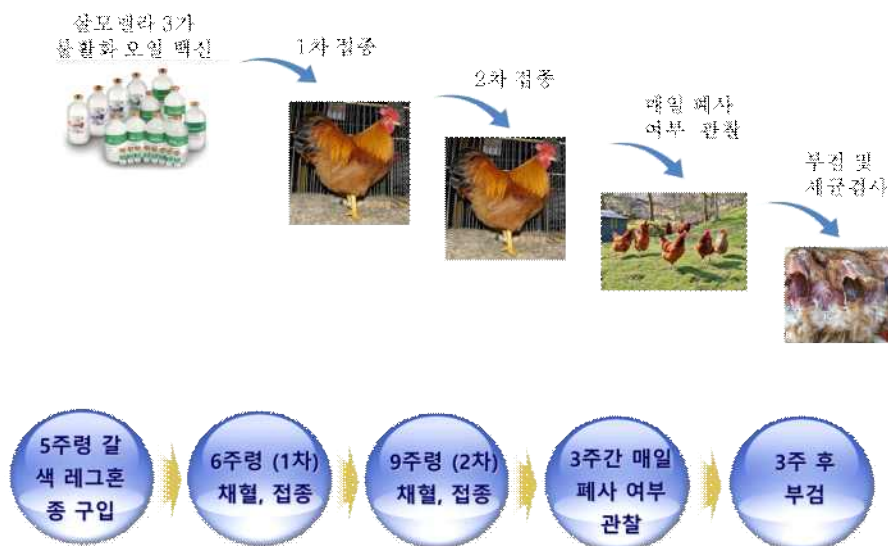 살모넬라 3가
불활화 오일 백신
1차 접종
2차 접종
매일 폐사
여부 관찰
부검 및
세균검사
5주령 갈
색 레그혼
종 구입
6주령 (1차)
채혈, 접종
9주령 (2차)
채혈, 접종
3주간 매일
폐사 여부
관찰
3주 후
부검